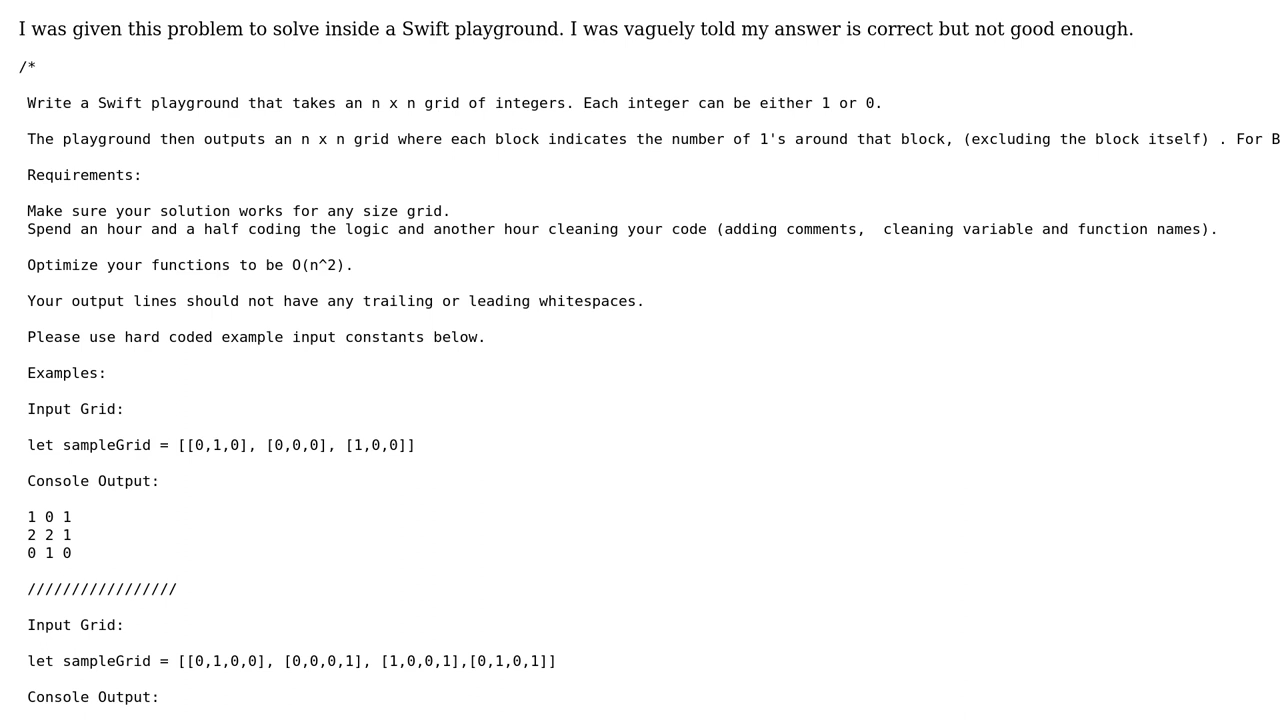 I was given this problem to solve inside a Swift playground. I was vaguely told my answer is correct but not good enough.
/*
Write a Swift playground that takes an n x n grid of integers. Each integer can be either 1 or 0.
The playground then outputs an n x n grid where each block indicates the number of 1's around that block, (excluding the block itself) . For B
Requirements:
Make sure your solution works for any size grid.
Spend an hour and a half coding the logic and another hour cleaning your code (adding comments,  cleaning variable and function names).
Optimize your functions to be O(n^2).
Your output lines should not have any trailing or leading whitespaces.
Please use hard coded example input constants below.
Examples:
Input Grid:
let sampleGrid = [[0,1,0], [0,0,0], [1,0,0]]
Console Output:
1 0 1
2 2 1
0 1 0
/////////////////
Input Grid:
let sampleGrid = [[0,1,0,0], [0,0,0,1], [1,0,0,1],[0,1,0,1]]
Console Output: